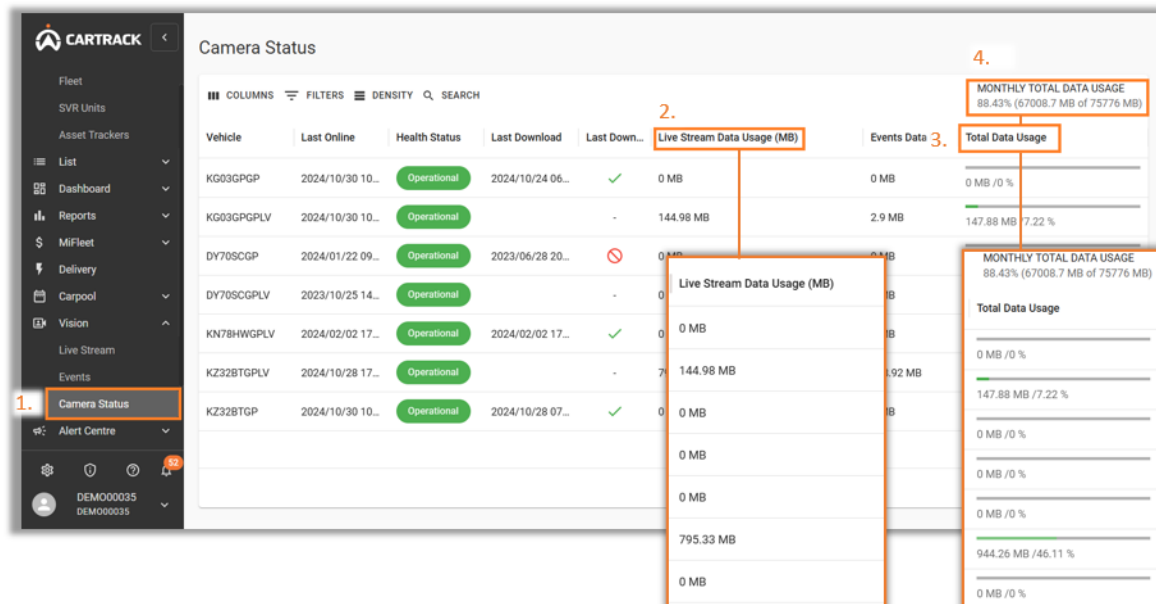 CARTRACK
Fleet
SVR Units
Asset Trackers
List
Dashboard
Reports
MiFleet
Delivery
Carpool
Vision
Live Stream
Events
1.
Camera Status
Alert Centre
52
DEMO00035
DEMO00035
Camera Status
4.
COLUMNS FILTERS DENSITY SEARCH
MONTHLY TOTAL DATA USAGE
88.43% (67008.7 MB of 75776 MB)
2.
3.
Vehicle Last Online Health Status Last Download Last Down... Live Stream Data Usage (MB) Events Data Total Data Usage
KG03GPGP 2024/10/30 10... Operational 2024/10/24 06... 0 MB 0 MB 0 MB /0 %
KG03GPGPLV 2024/10/30 10... Operational - 144.98 MB 2.9 MB 147.88 MB /7.22 %
DY70SCGP 2024/01/22 09... Operational 2023/06/28 20...
DY70SCGPLV 2023/10/25 14... Operational -
KN78HWGPLV 2024/02/02 17... Operational 2024/02/02 17...
KZ32BTGPLV 2024/10/28 17... Operational -
KZ32BTGP 2024/10/30 10... Operational 2024/10/28 07...
Live Stream Data Usage (MB)
0 MB
144.98 MB
0 MB
0 MB
0 MB
795.33 MB
0 MB
MONTHLY TOTAL DATA USAGE
88.43% (67008.7 MB of 75776 MB)
Total Data Usage
0 MB /0 %
147.88 MB /7.22 %
0 MB /0 %
0 MB /0 %
0 MB /0 %
944.26 MB /46.11 %
0 MB /0 %